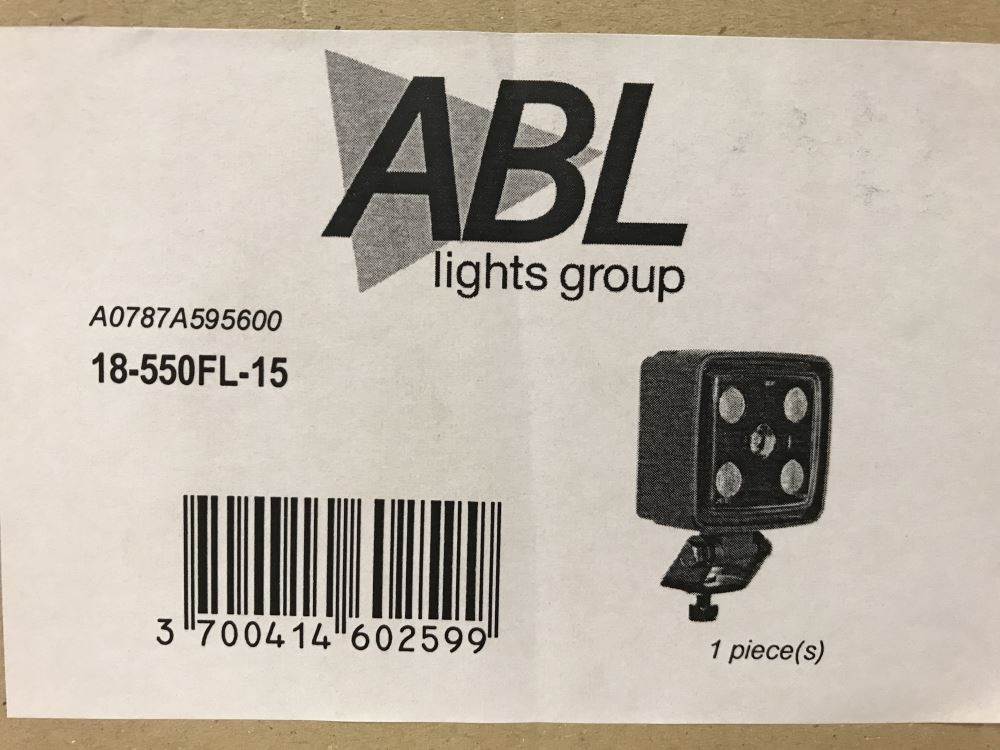 ABL
lights group
A0787A595600
18-550FL-15
3 700414 602599
1 piece(s)